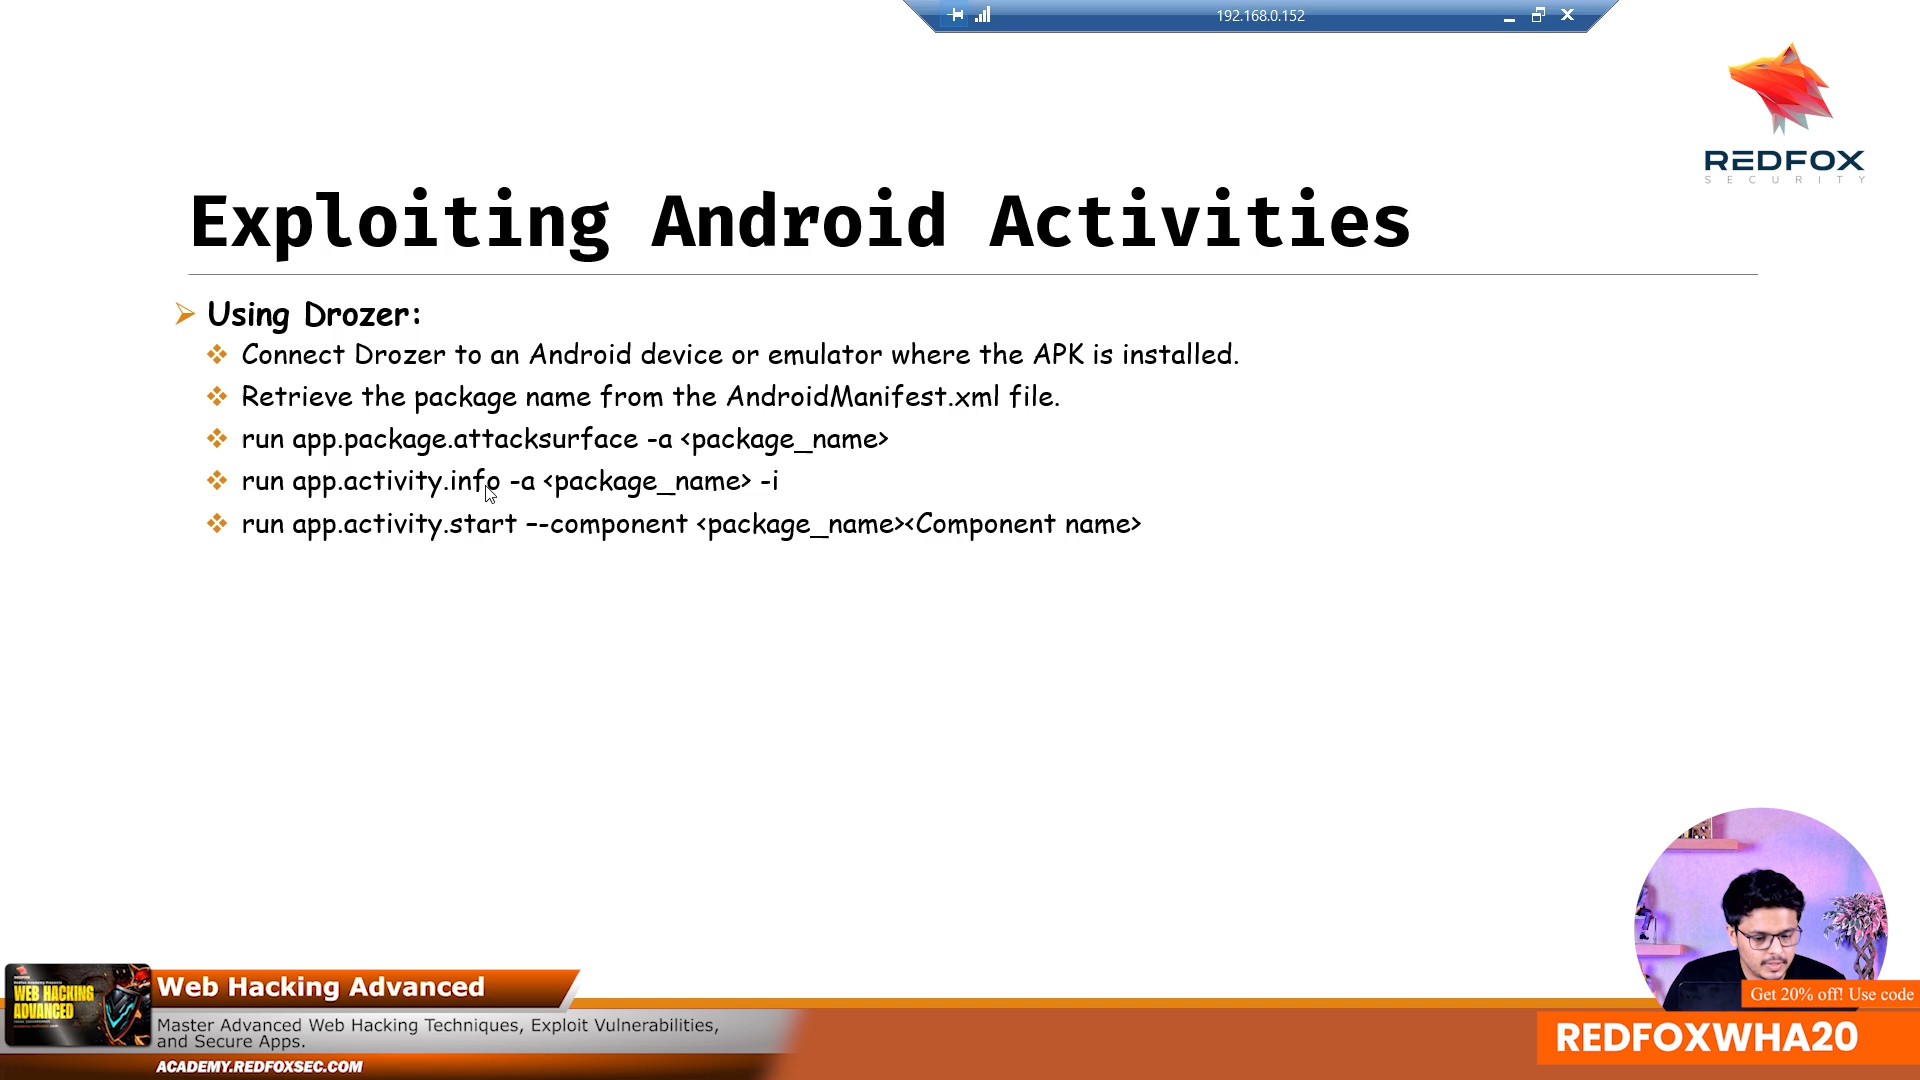 192.168.0.152
REDFOX
SECURITY
Exploiting Android Activities
Using Drozer:
Connect Drozer to an Android device or emulator where the APK is installed.
Retrieve the package name from the AndroidManifest.xml file.
run app.package.attacksurface -a <package_name>
run app.activity.info -a <package_name> -i
run app.activity.start –-component <package_name><Component name>
WEB HACKING
ADVANCED
Web Hacking Advanced
Master Advanced Web Hacking Techniques, Exploit Vulnerabilities,
and Secure Apps.
ACADEMY.REDFOXSEC.COM
Get 20% off! Use code
REDFOXWHA20